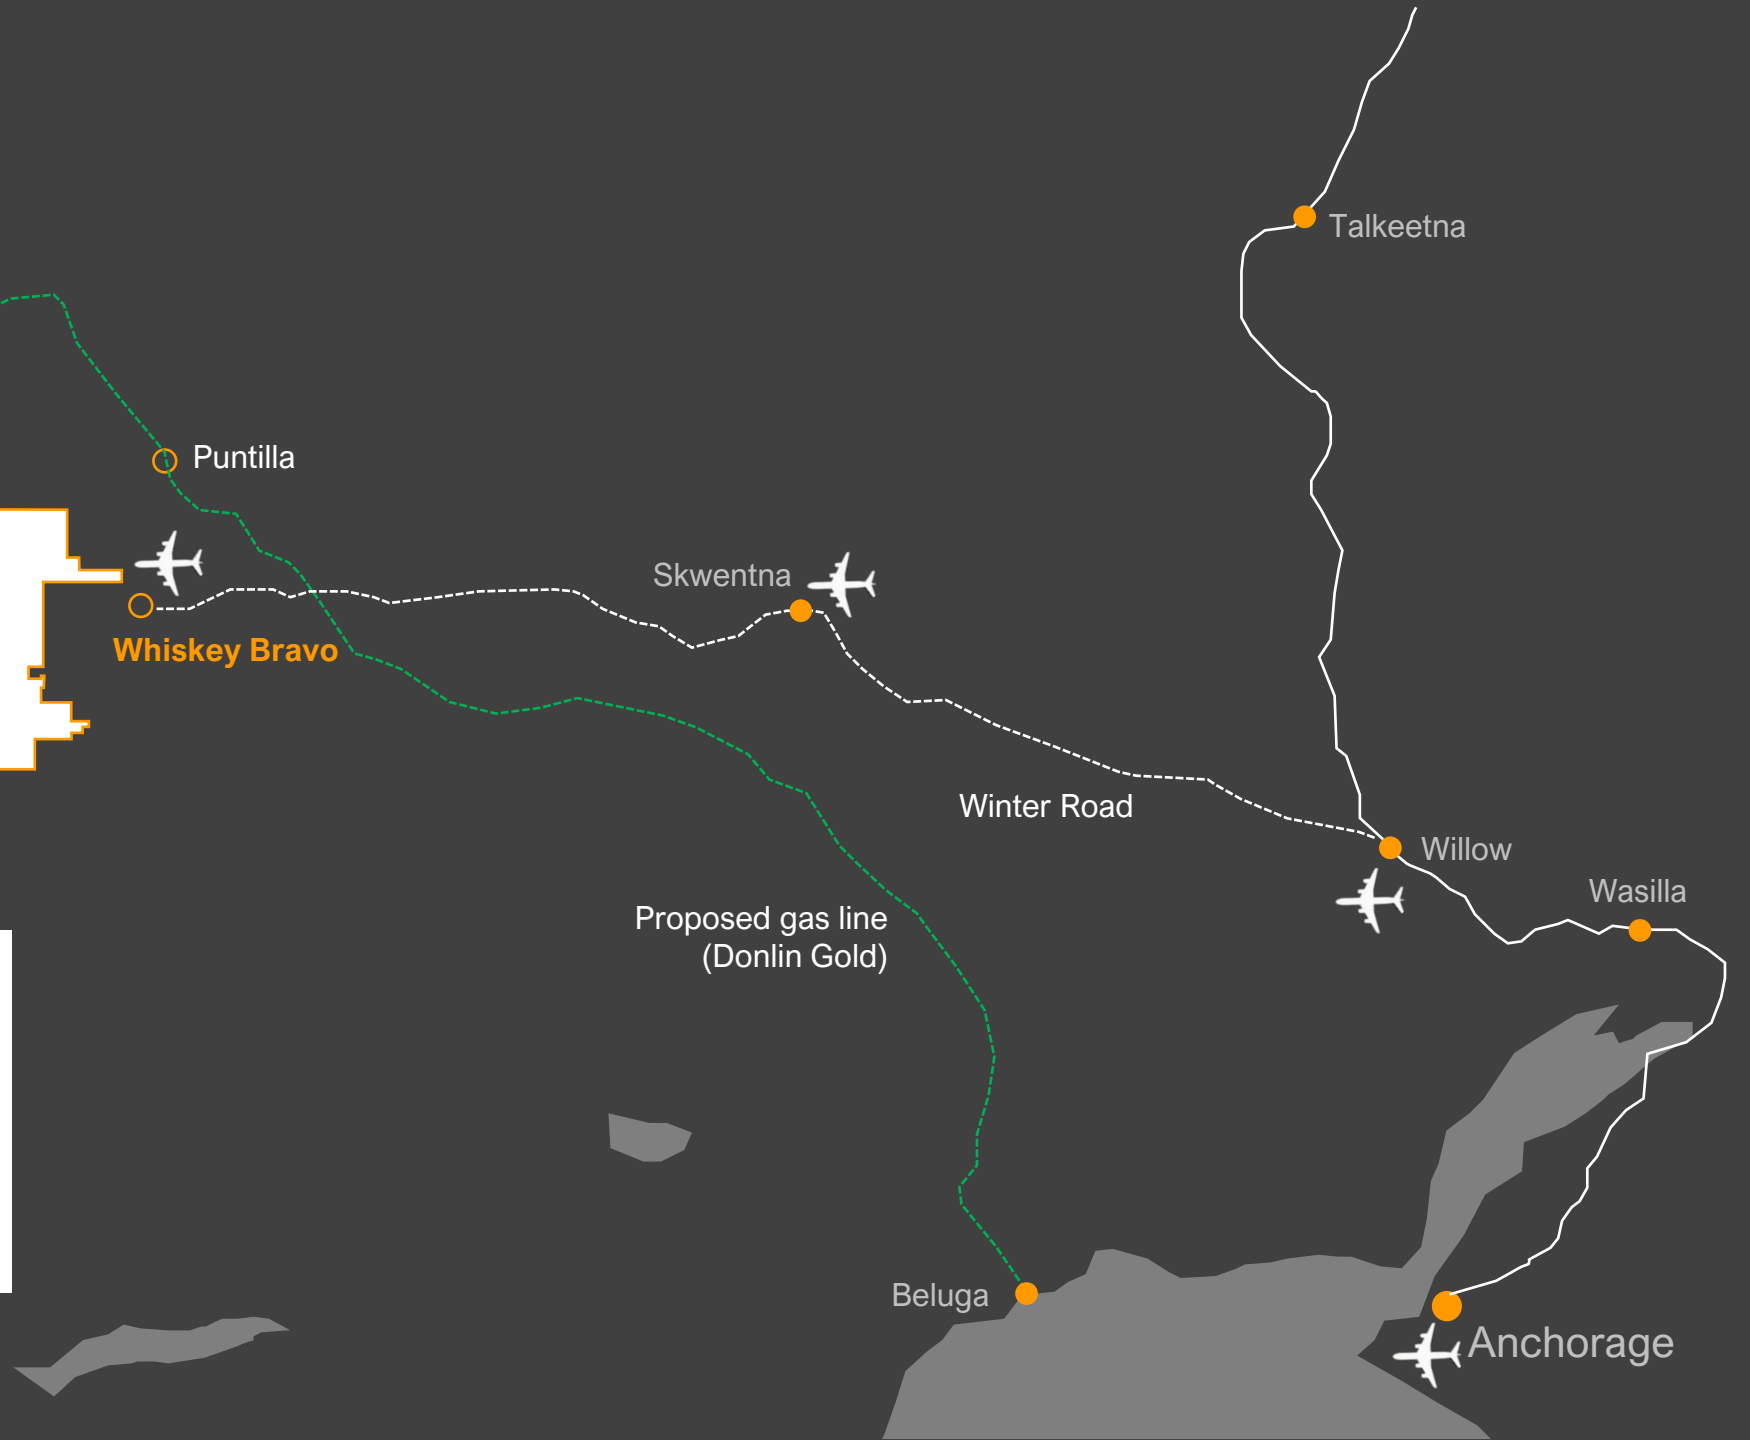 Talkeetna
Puntilla
Skwentna
Whiskey Bravo
Winter Road
Willow
Wasilla
Proposed gas line
(Donlin Gold)
Beluga
Anchorage